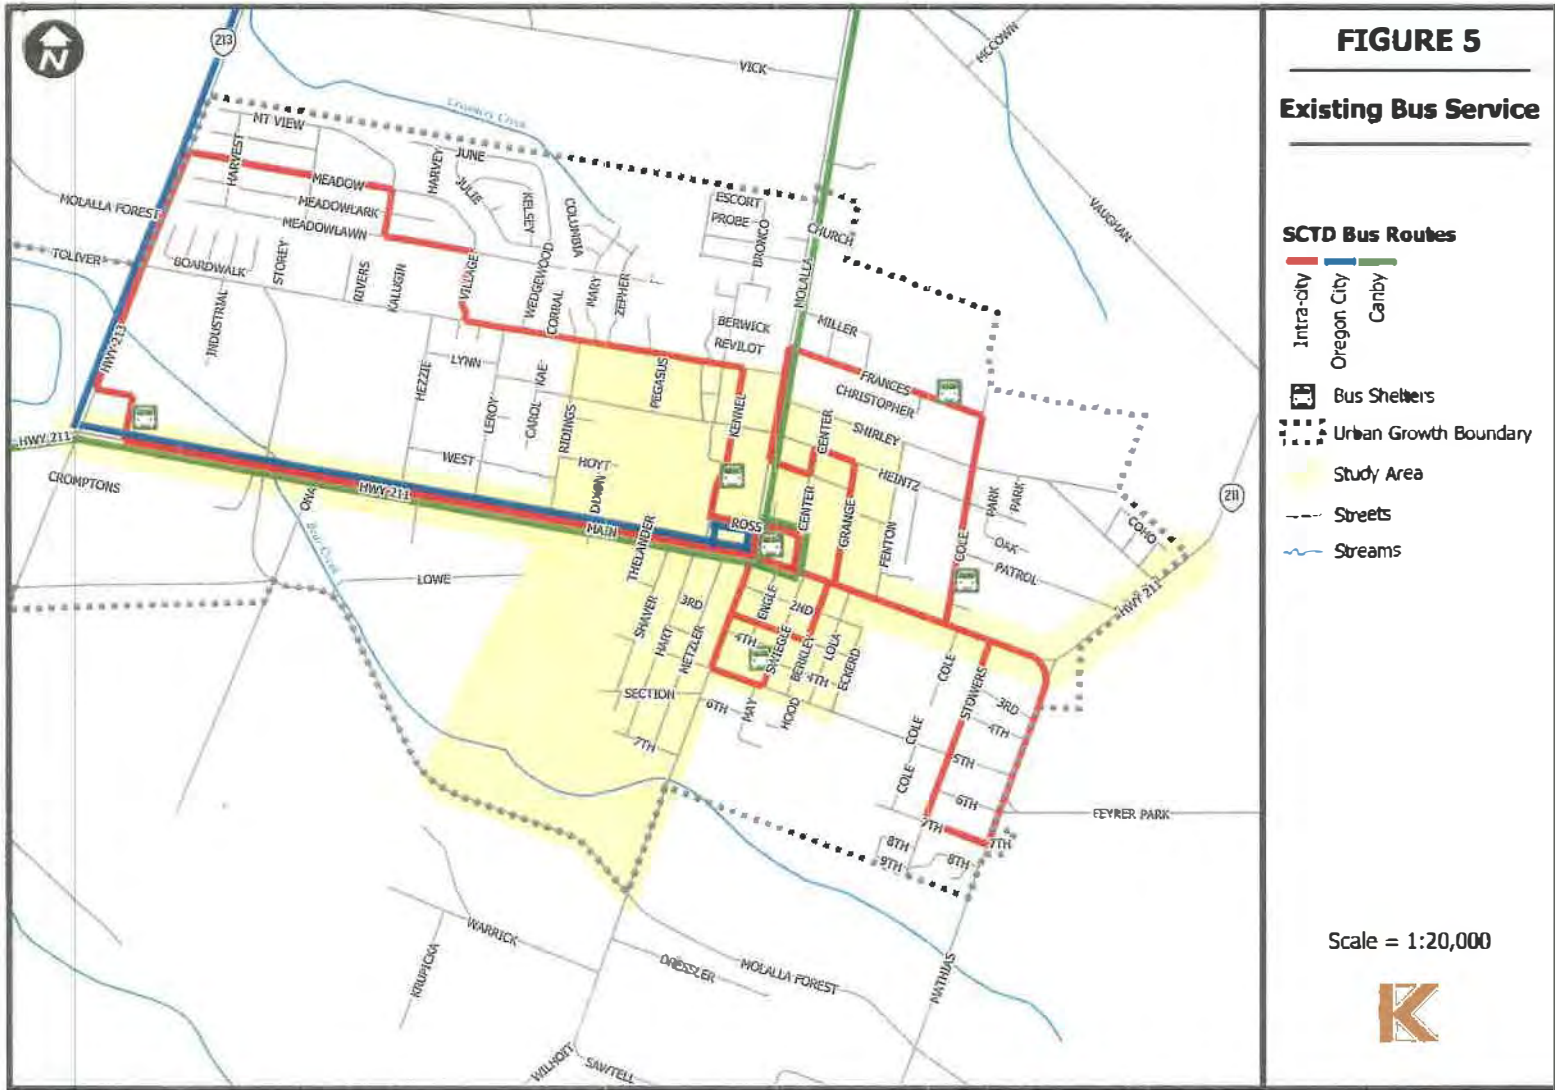 N
213
VICK
MCCOWN
MT VIEW
HARVEST
JUNE
HARVEY
JULIE
KELSEY
COLUMBIA
MEADOW
MEADOWLARK
MEADOWLAWN
MOLALLA FOREST
TOLIVER
BOARDWALK
STOREY
RIVERS
KALUGIN
VILLAGE
WEDGEWOOD
CORRAL
MARY
ZEPHER
ESCORT
PROBE
BRONCO
CHURCH
MOLALLA
VAUGHAN
INDUSTRIAL
HWY-213
BERWICK
REVILOT
MILLER
LYNN
HEZZIE
LEROY
CAROL
KAE
RIDINGS
PEGASUS
KENNEL
FRANCES
CHRISTOPHER
SHIRLEY
CENTER
HEINTZ
HWY 211
CROMPTONS
WEST
HOYT
DIXON
ONA
HWY 211
MAIN
Bear Creek
THELANDER
ROSS
CENTER
GRANGE
FENTON
COLE
PARK
PARK
OAK
PATROL
COHO
211
HWY 211
LOWE
SHAVER
HART
3RD
METZLER
ENGLE
2ND
4TH
SWIEGLE
BERKLEY
LOLA
4TH
ECKERD
SECTION
6TH
MAY
HOOD
7TH
COLE
COLE
COLE
STOWERS
3RD
4TH
5TH
6TH
7TH
7TH
8TH
9TH
8TH
FEYRER PARK
WARRICK
KRUPICKA
DRESSLER
MOLALLA FOREST
MATHIAS
WILHOIT
SAWTELL
FIGURE 5
Existing Bus Service
SCTD Bus Routes
Intra-city
Oregon City
Canby
Bus Shelters
Urban Growth Boundary
Study Area
Streets
Streams
Scale = 1:20,000
K